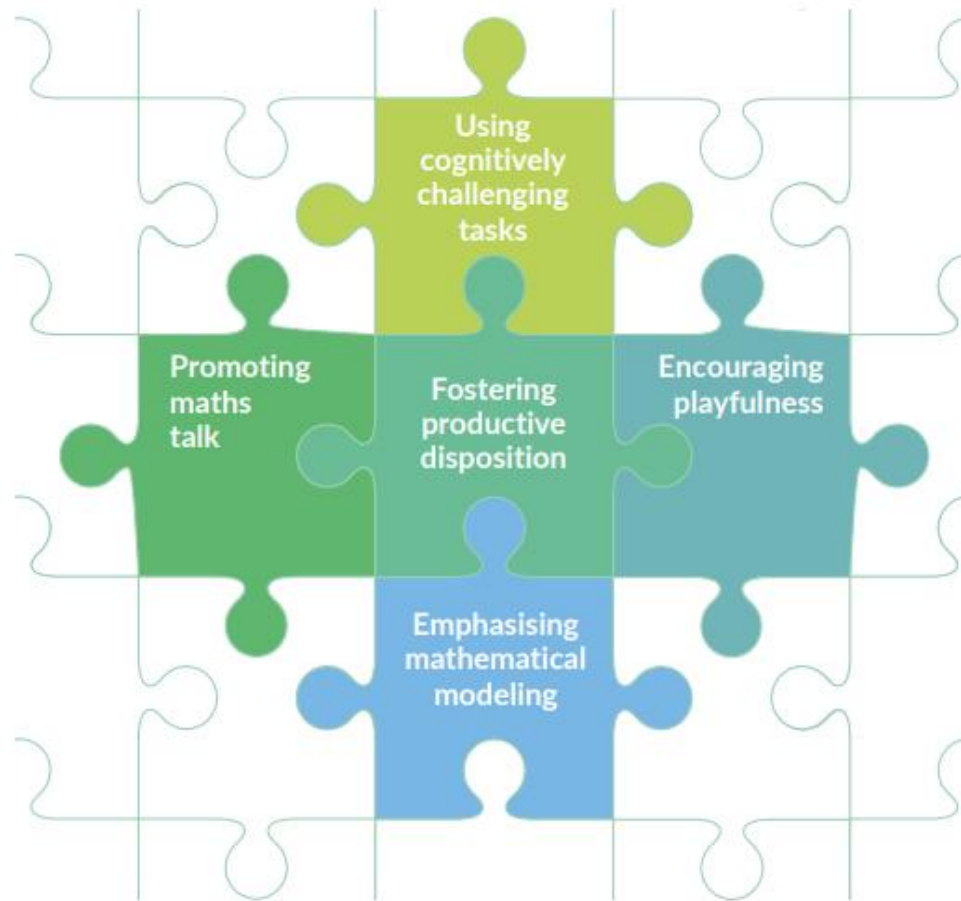 Using
cognitively
challenging
tasks
Promoting
maths
talk
Fostering
productive
disposition
Encouraging
playfulness
Emphasising
mathematical
modeling